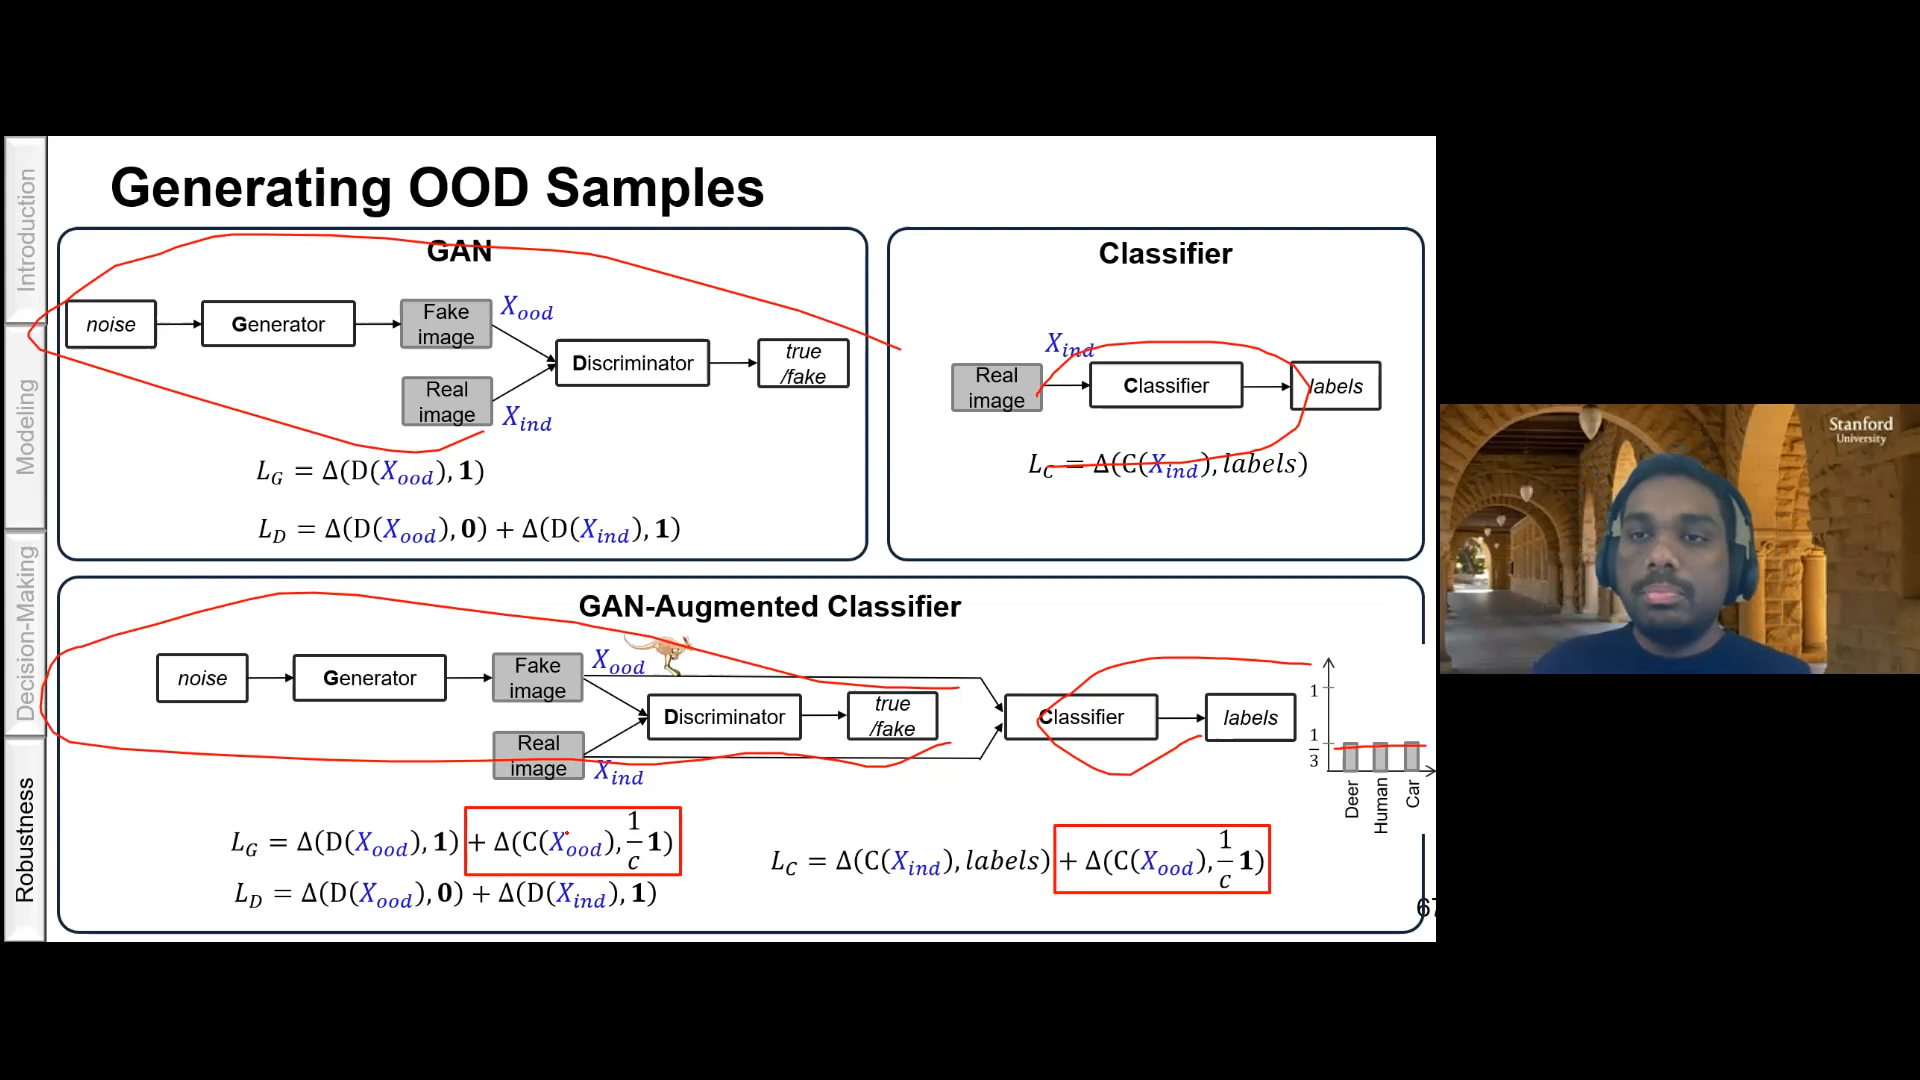 Introduction
Modeling
Decision-Making
Robustness
Generating OOD Samples
GAN
noise
Generator
Fake
image
X_ood
Real
image
X_ind
Discriminator
true
/fake
L_G = Δ(D(X_ood), 1)
L_D = Δ(D(X_ood), 0) + Δ(D(X_ind), 1)
Classifier
Real
image
X_ind
Classifier
labels
L_C = Δ(C(X_ind), labels)
GAN-Augmented Classifier
noise
Generator
Fake
image
X_ood
Real
image
X_ind
Discriminator
true
/fake
Classifier
labels
1
1/3
Deer
Human
Car
L_G = Δ(D(X_ood), 1) + Δ(C(X_ood), 1/c 1)
L_D = Δ(D(X_ood), 0) + Δ(D(X_ind), 1)
L_C = Δ(C(X_ind), labels) + Δ(C(X_ood), 1/c 1)
Stanford
University